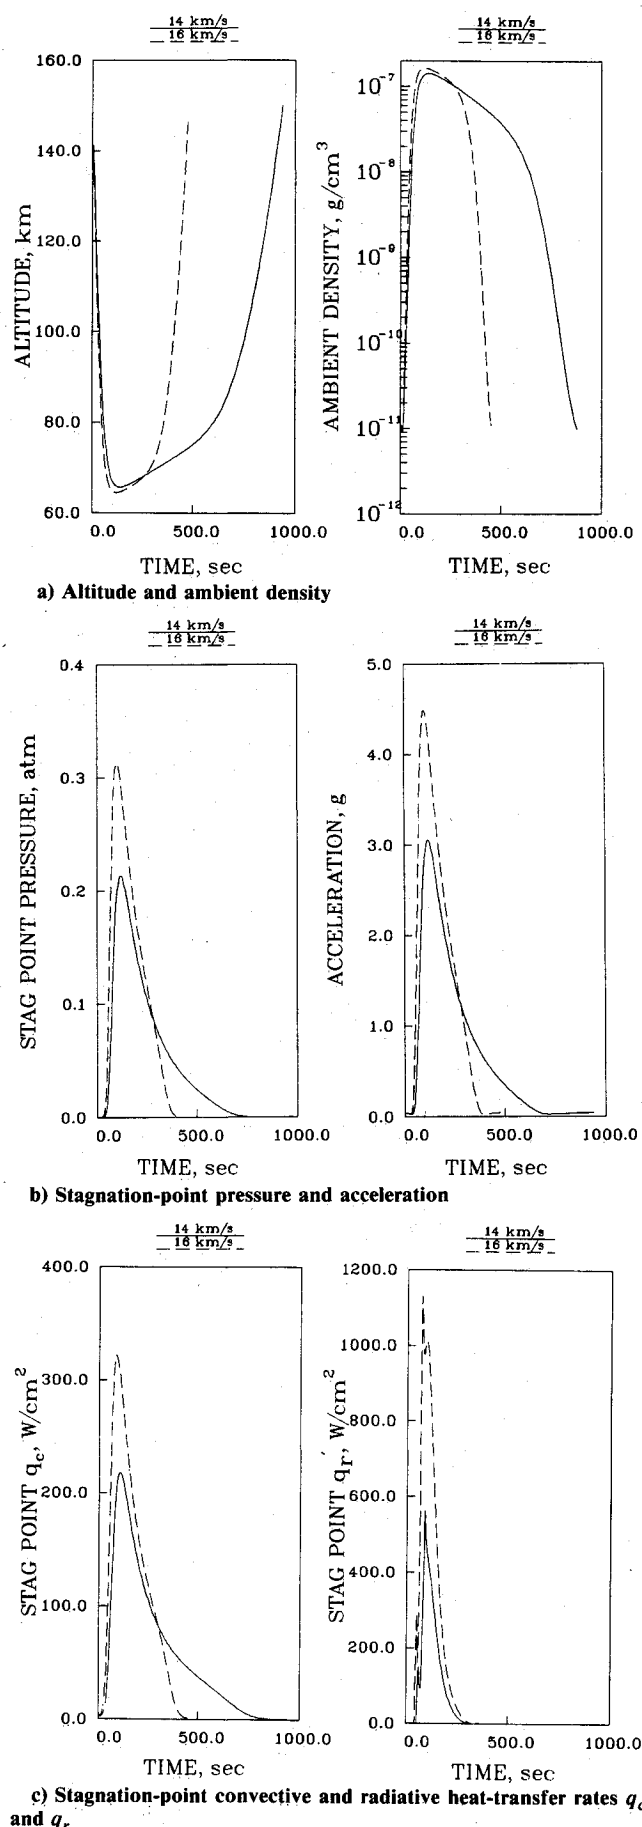 14 km/s
16 km/s
14 km/s
16 km/s
160.0
140.0
120.0
100.0
80.0
60.0
ALTITUDE, km
0.0 500.0 1000.0
TIME, sec
10⁻⁷
10⁻⁸
10⁻⁹
10⁻¹⁰
10⁻¹¹
10⁻¹²
AMBIENT DENSITY, g/cm³
0.0 500.0 1000.0
TIME, sec
a) Altitude and ambient density
14 km/s
16 km/s
14 km/s
16 km/s
0.4
0.3
0.2
0.1
0.0
STAG POINT PRESSURE, atm
0.0 500.0 1000.0
TIME, sec
5.0
4.0
3.0
2.0
1.0
0.0
ACCELERATION, g
0.0 500.0 1000.0
TIME, sec
b) Stagnation-point pressure and acceleration
14 km/s
16 km/s
14 km/s
16 km/s
400.0
300.0
200.0
100.0
0.0
STAG POINT q_c, W/cm²
0.0 500.0 1000.0
TIME, sec
1200.0
1000.0
800.0
600.0
400.0
200.0
0.0
STAG POINT q_r, W/cm²
0.0 500.0 1000.0
TIME, sec
c) Stagnation-point convective and radiative heat-transfer rates q_c
and q_r